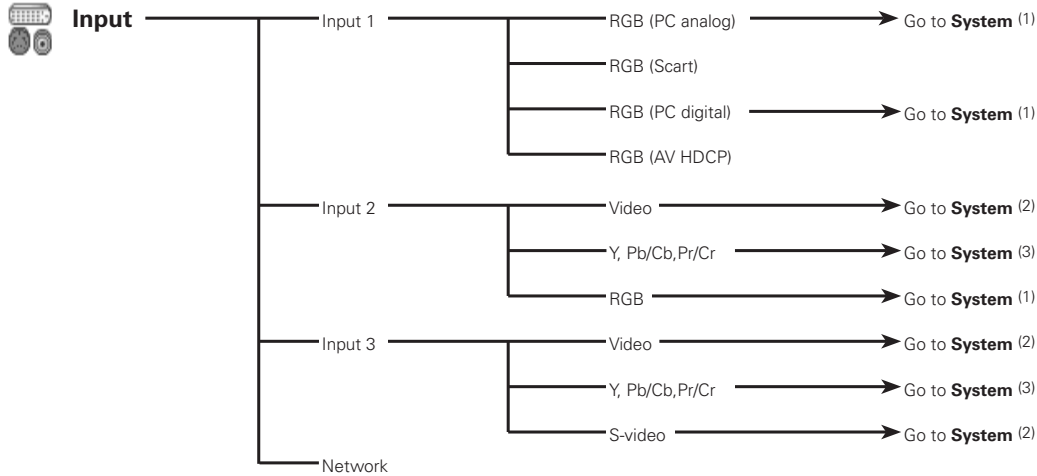 Input Input 1 RGB (PC analog) Go to System (1)
RGB (Scart)
RGB (PC digital) Go to System (1)
RGB (AV HDCP)
Input 2 Video Go to System (2)
Y, Pb/Cb,Pr/Cr Go to System (3)
RGB Go to System (1)
Input 3 Video Go to System (2)
Y, Pb/Cb,Pr/Cr Go to System (3)
S-video Go to System (2)
Network